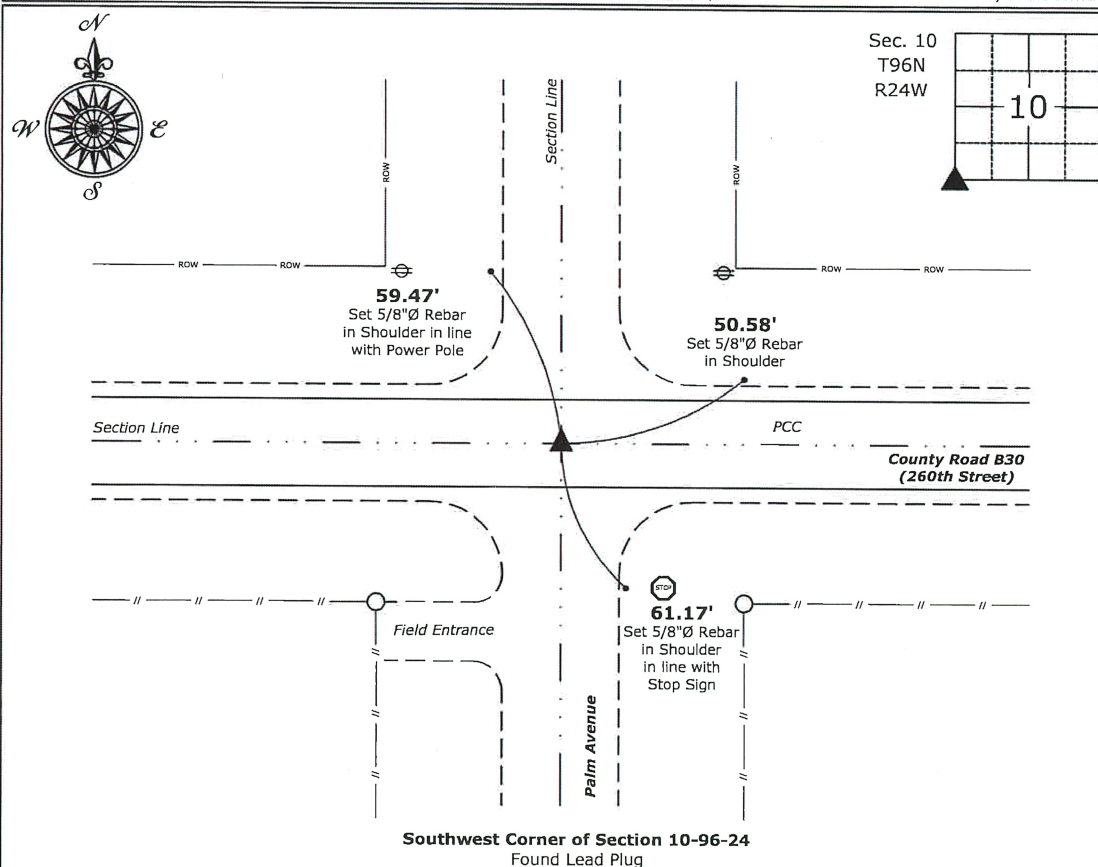 N
W
E
S
Sec. 10
T96N
R24W
10
Section Line
ROW
ROW
ROW
ROW
ROW
ROW
59.47'
Set 5/8"Ø Rebar
in Shoulder in line
with Power Pole
50.58'
Set 5/8"Ø Rebar
in Shoulder
Section Line
PCC
County Road B30
(260th Street)
STOP
61.17'
Set 5/8"Ø Rebar
in Shoulder
in line with
Stop Sign
Field Entrance
Palm Avenue
Southwest Corner of Section 10-96-24
Found Lead Plug